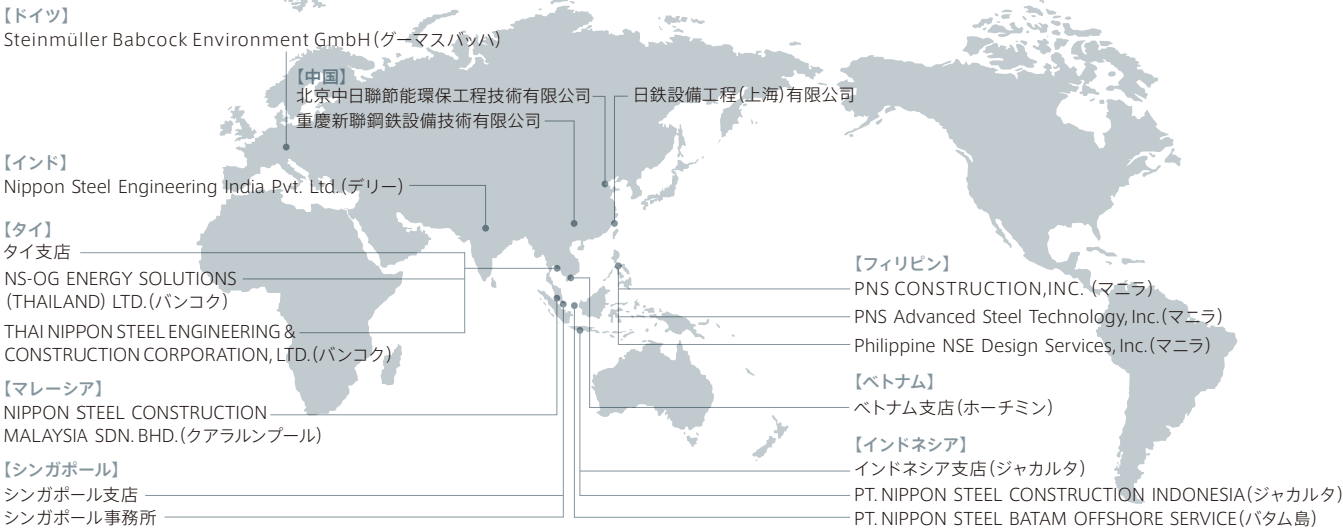 【ドイツ】
Steinmüller Babcock Environment GmbH(グーマスバッハ)
【中国】
北京中日聯節能環保工程技術有限公司
日鉄設備工程(上海)有限公司
重慶新聯鋼鉄設備技術有限公司
【インド】
Nippon Steel Engineering India Pvt. Ltd.(デリー)
【タイ】
タイ支店
NS-OG ENERGY SOLUTIONS
(THAILAND) LTD.(バンコク)
THAI NIPPON STEEL ENGINEERING &
CONSTRUCTION CORPORATION, LTD.(バンコク)
【マレーシア】
NIPPON STEEL CONSTRUCTION
MALAYSIA SDN. BHD.(クアラルンプール)
【シンガポール】
シンガポール支店
シンガポール事務所
【フィリピン】
PNS CONSTRUCTION,INC. (マニラ)
PNS Advanced Steel Technology, Inc.(マニラ)
Philippine NSE Design Services, Inc.(マニラ)
【ベトナム】
ベトナム支店(ホーチミン)
【インドネシア】
インドネシア支店(ジャカルタ)
PT. NIPPON STEEL CONSTRUCTION INDONESIA(ジャカルタ)
PT. NIPPON STEEL BATAM OFFSHORE SERVICE(バタム島)